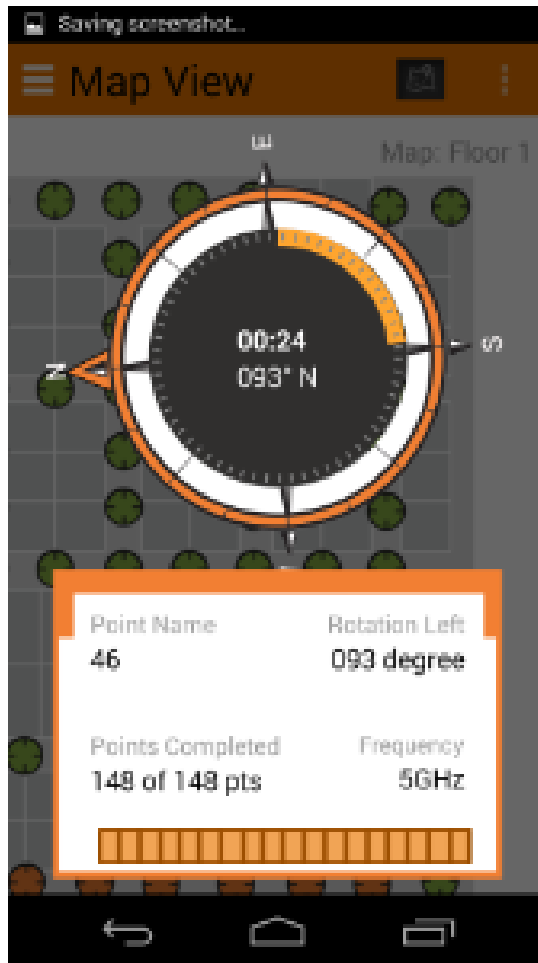 Saving screenshot...
Map View
Map: Floor 1
E
S
N
00:24
093° N
Point Name
Rotation Left
46
093 degree
Points Completed
Frequency
148 of 148 pts
5GHz